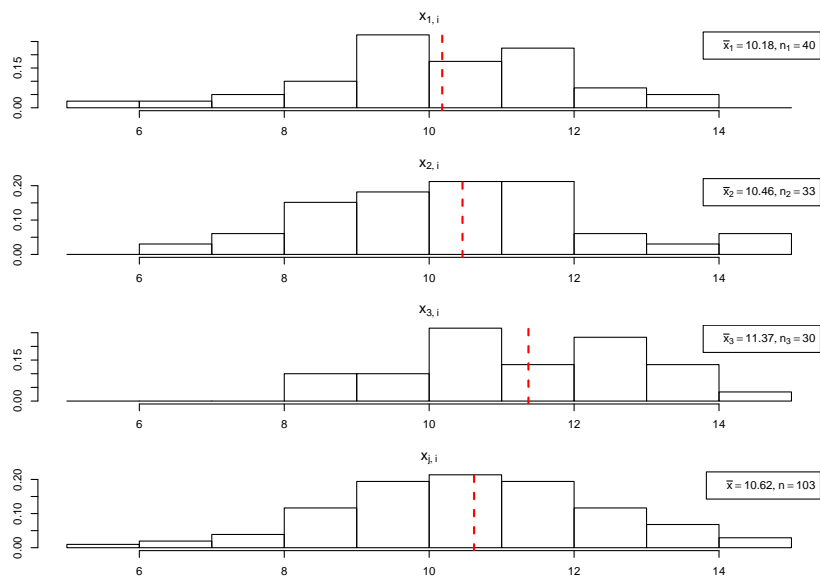 x1, i
x̄1 = 10.18, n1 = 40
0.00 0.15
6 8 10 12 14
x2, i
x̄2 = 10.46, n2 = 33
0.00 0.10 0.20
6 8 10 12 14
x3, i
x̄3 = 11.37, n3 = 30
0.00 0.15
6 8 10 12 14
xj, i
x̄ = 10.62, n = 103
0.00 0.10 0.20
6 8 10 12 14